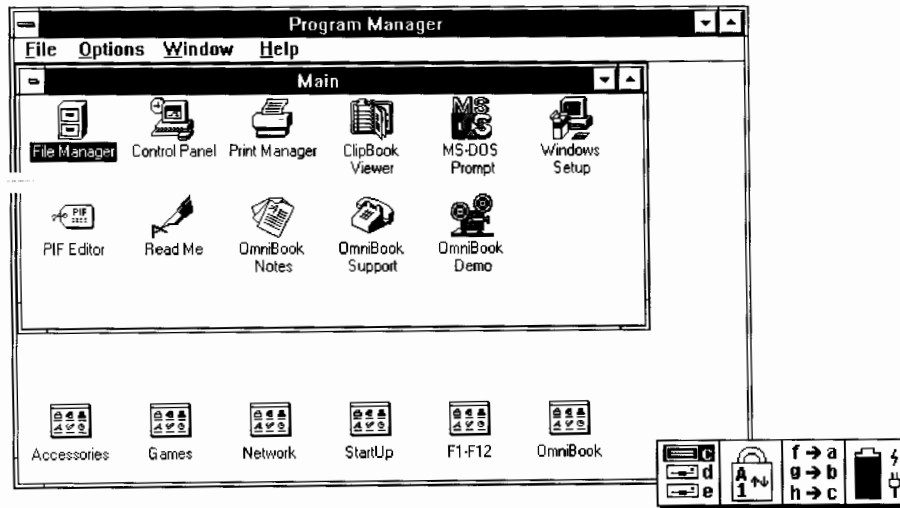 Program Manager
File Options Window Help
Main
File Manager Control Panel Print Manager ClipBook Viewer MS-DOS Prompt Windows Setup
PIF Editor Read Me OmniBook Notes OmniBook Support OmniBook Demo
Accessories Games Network StartUp F1-F12 OmniBook
c
d
e
A
1
f → a
g → b
h → c